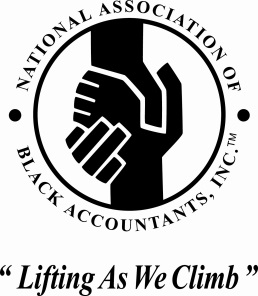 NATIONAL ASSOCIATION OF
BLACK ACCOUNTANTS, INC.™
“ Lifting As We Climb ”